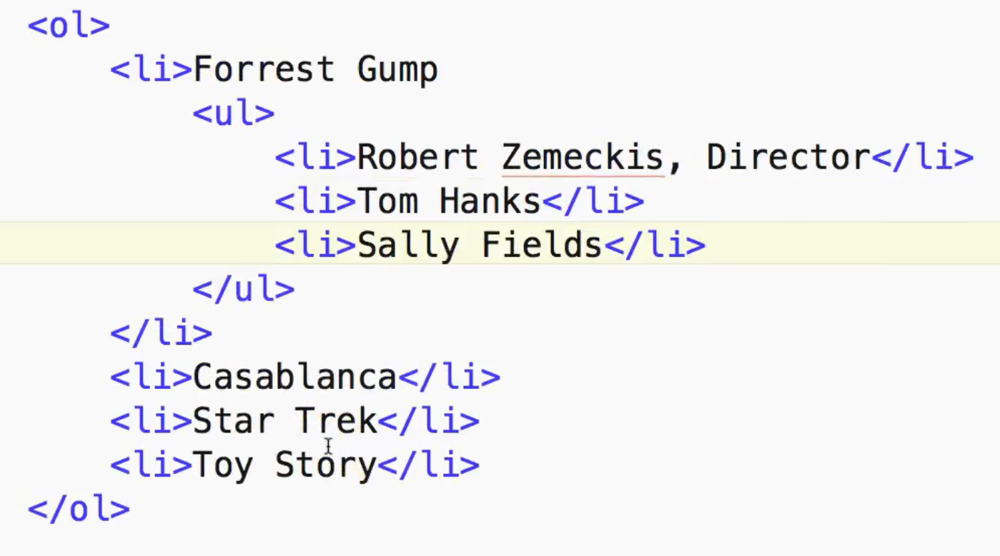 <ol>
<li>Forrest Gump
<ul>
<li>Robert Zemeckis, Director</li>
<li>Tom Hanks</li>
<li>Sally Fields</li>
</ul>
</li>
<li>Casablanca</li>
<li>Star Trek</li>
<li>Toy Story</li>
</ol>